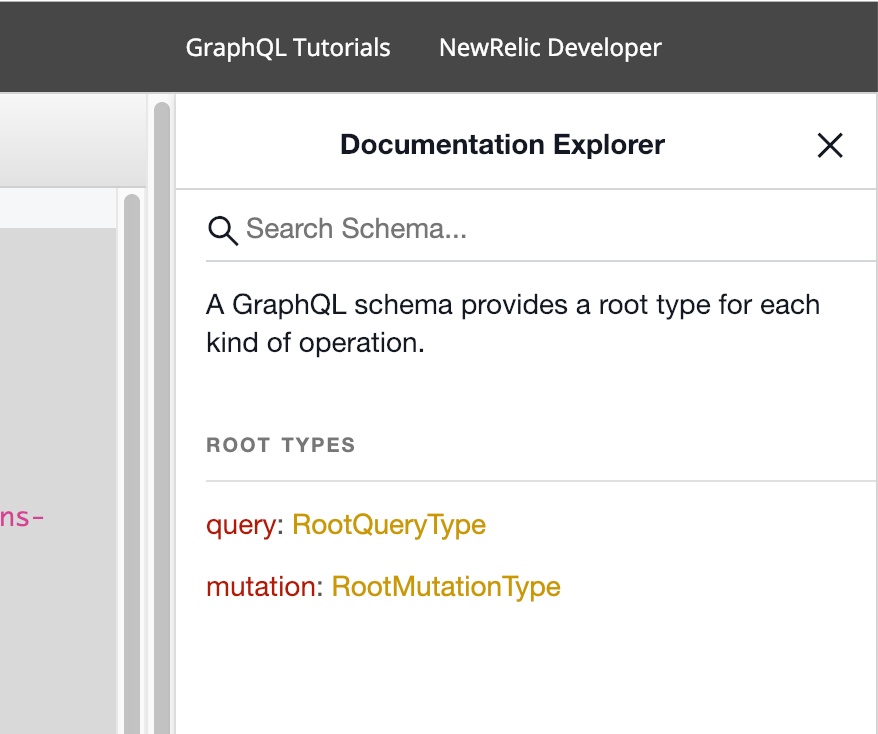 GraphQL Tutorials NewRelic Developer
Documentation Explorer
Search Schema...
A GraphQL schema provides a root type for each
kind of operation.
ROOT TYPES
ns-
query: RootQueryType
mutation: RootMutationType